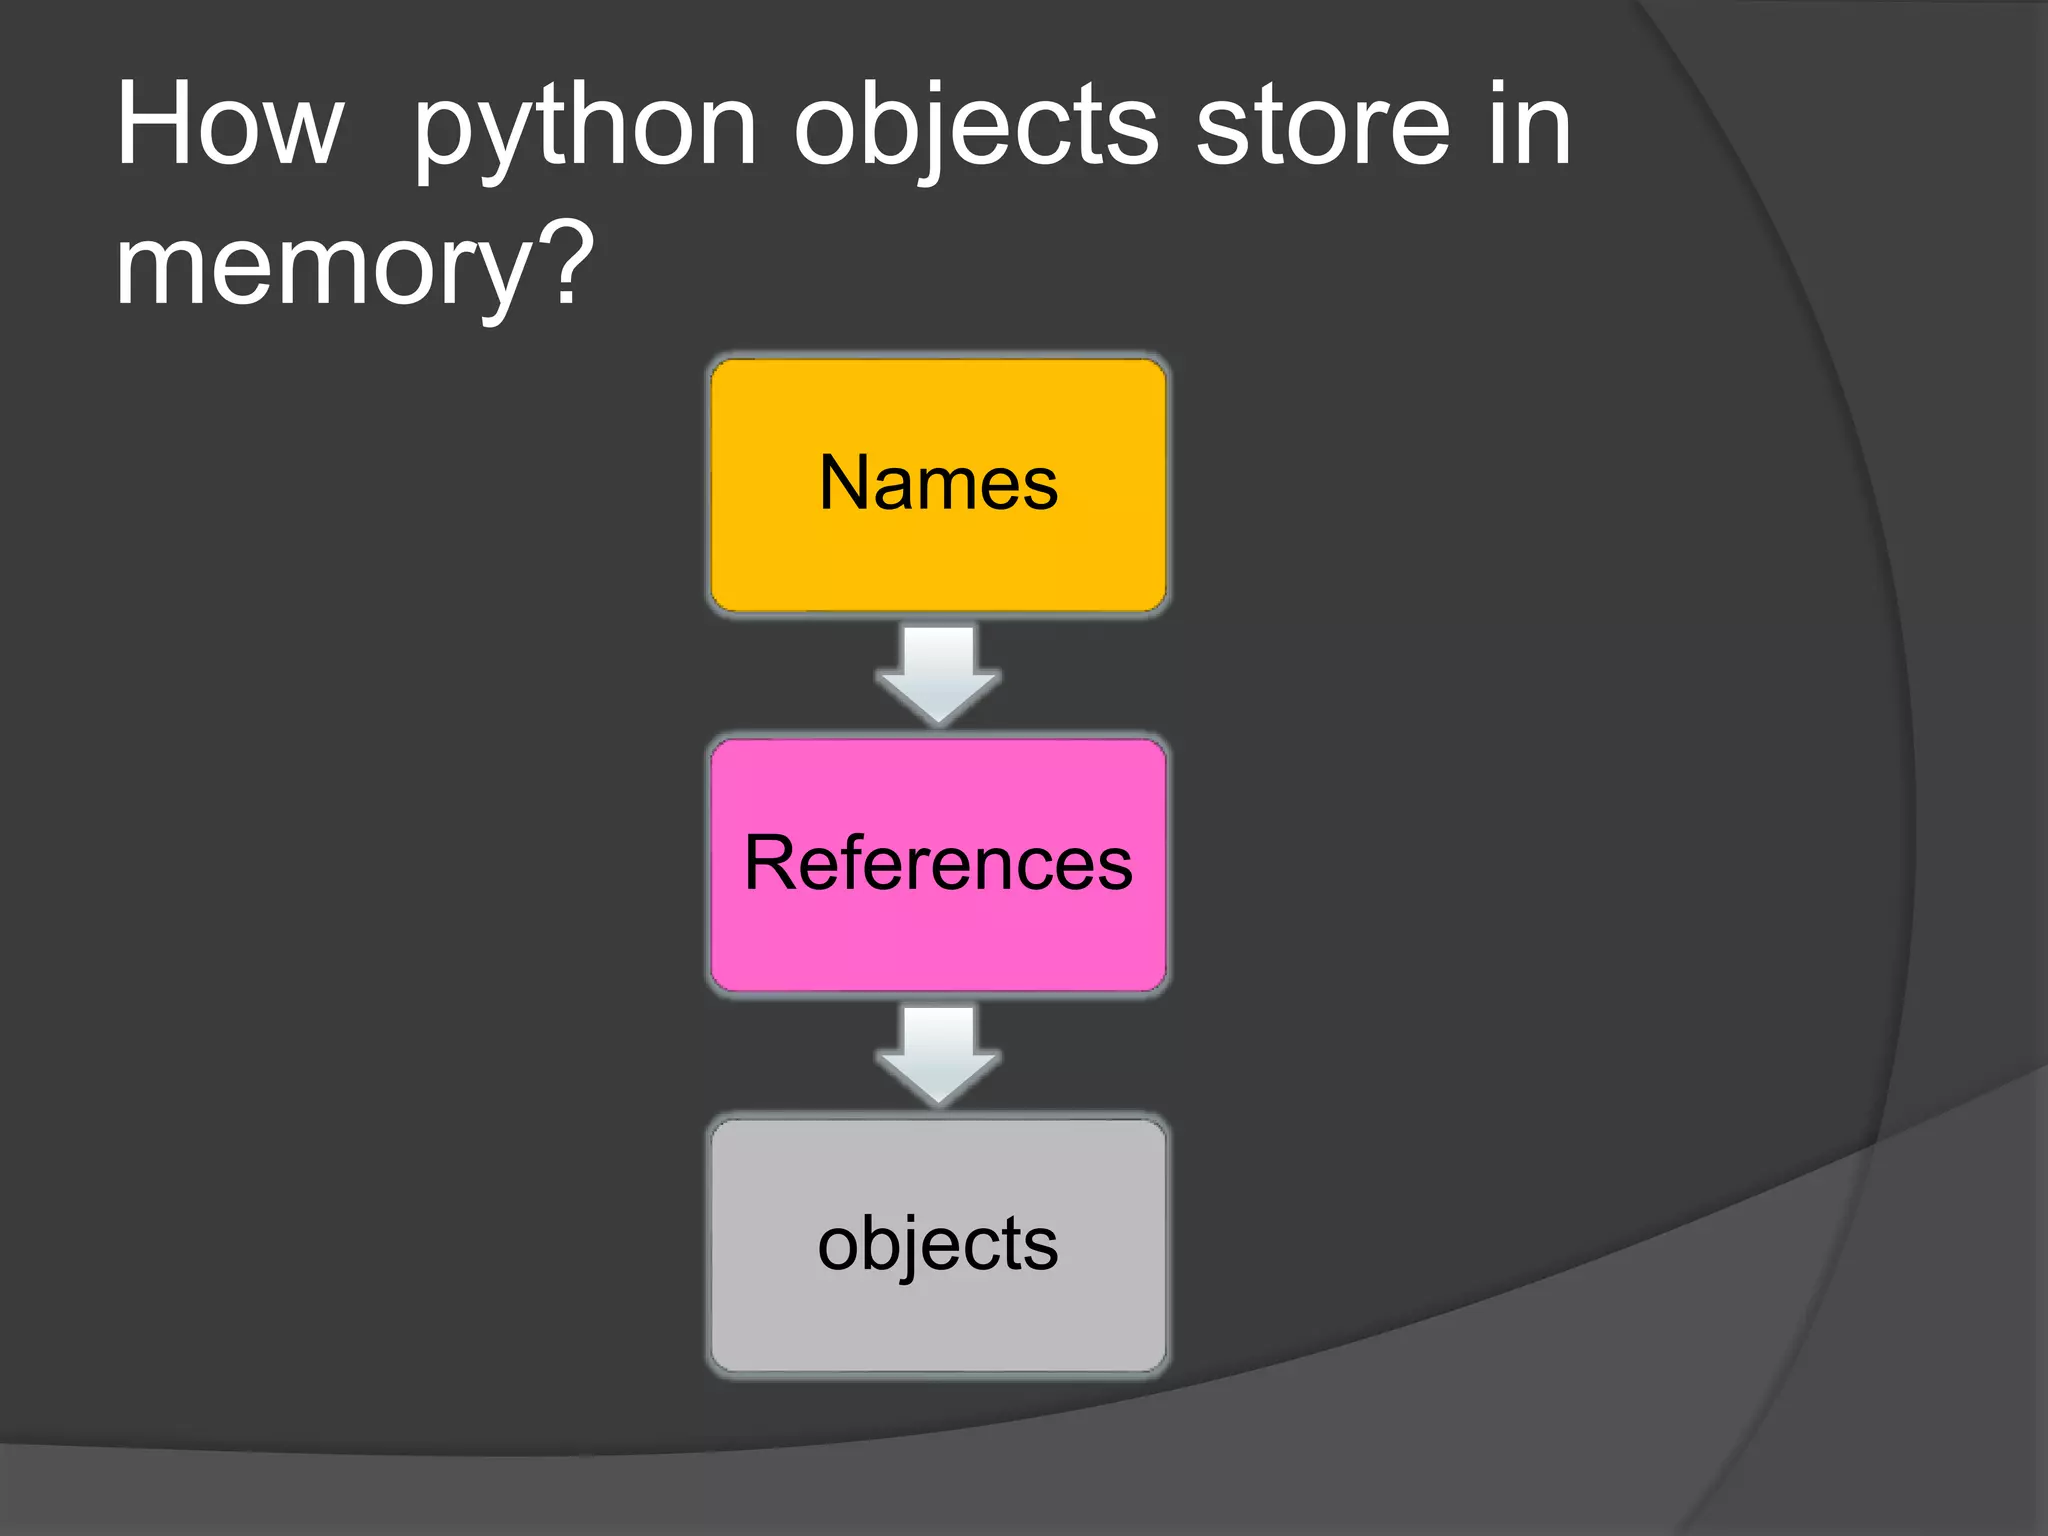 How  python objects store in
memory?
Names
References
objects